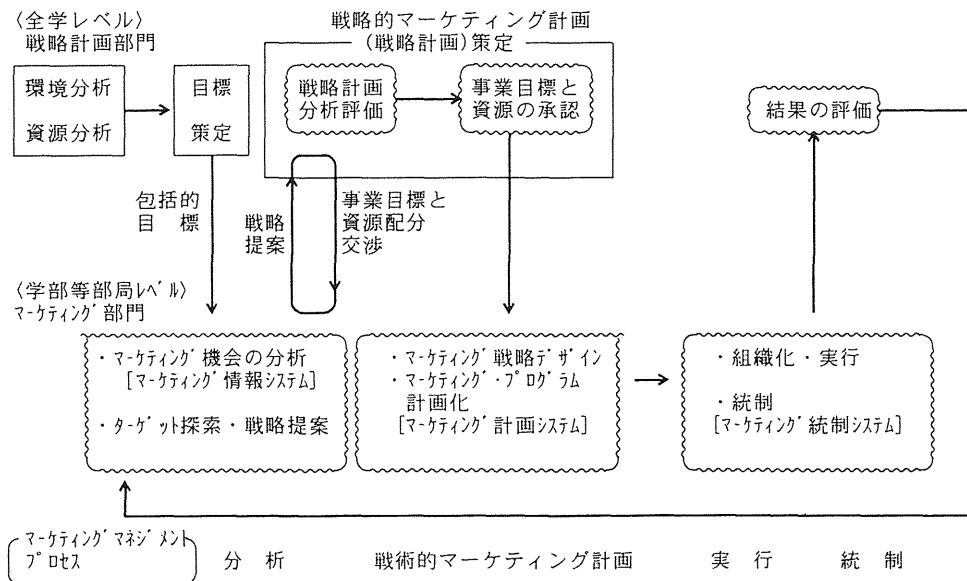 〈全学レベル〉
戦略計画部門
環境分析
資源分析
目標
策定
戦略的マーケティング計画
(戦略計画)策定
戦略計画
分析評価
事業目標と
資源の承認
結果の評価
包括的
目標
戦略
提案
事業目標と
資源配分
交渉
〈学部等部局ﾚﾍﾞﾙ〉
ﾏｰｹﾃｨﾝｸﾞ部門
・ﾏｰｹﾃｨﾝｸﾞ機会の分析
[ﾏｰｹﾃｨﾝｸﾞ情報ｼｽﾃﾑ]
・ﾀｰｹﾞｯﾄ探索・戦略提案
・ﾏｰｹﾃｨﾝｸﾞ戦略ﾃﾞｻﾞｲﾝ
・ﾏｰｹﾃｨﾝｸﾞ・ﾌﾟﾛｸﾞﾗﾑ
計画化
[ﾏｰｹﾃｨﾝｸﾞ計画ｼｽﾃﾑ]
・組織化・実行
・統制
[ﾏｰｹﾃｨﾝｸﾞ統制ｼｽﾃﾑ]
ﾏｰｹﾃｨﾝｸﾞﾏﾈｼﾞﾒﾝﾄ
ﾌﾟﾛｾｽ
分析
戦術的マーケティング計画
実行
統制